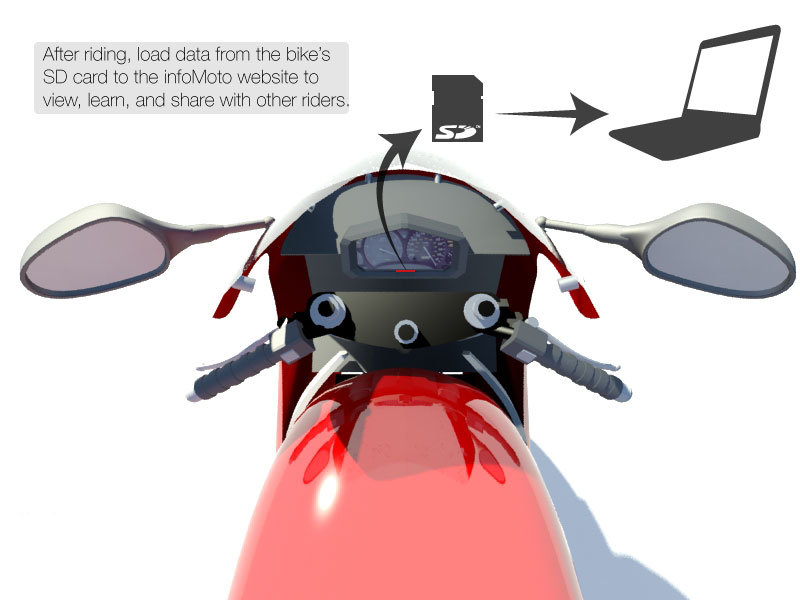 After riding, load data from the bike's
SD card to the infoMoto website to
view, learn, and share with other riders.
SD